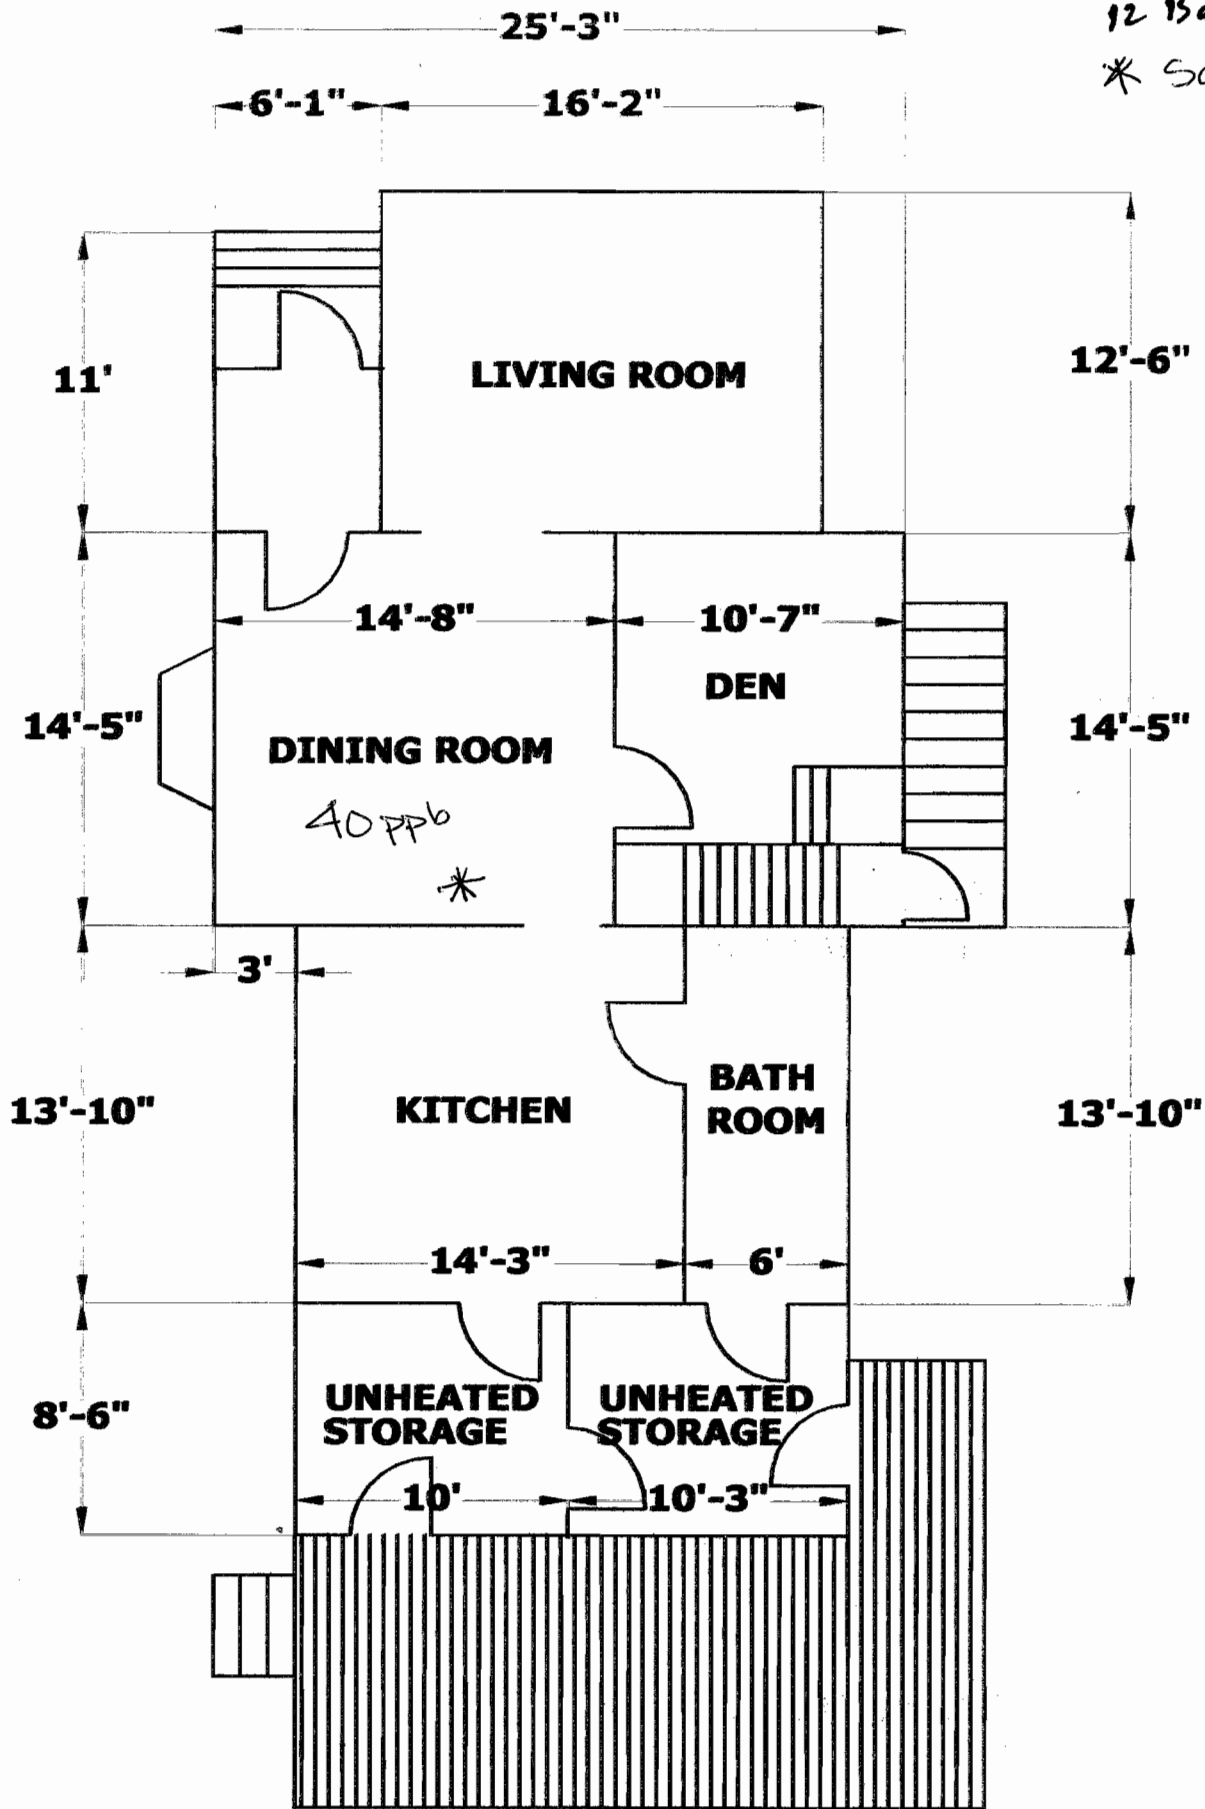 25'-3"
12
*
6'-1" 16'-2"
11'
LIVING ROOM
12'-6"
14'-8" 10'-7"
DEN
14'-5"
14'-5"
DINING ROOM
40 ppb
*
3'
BATH
ROOM
13'-10"
KITCHEN
13'-10"
14'-3" 6'
UNHEATED
STORAGE
UNHEATED
STORAGE
8'-6"
10' 10'-3"